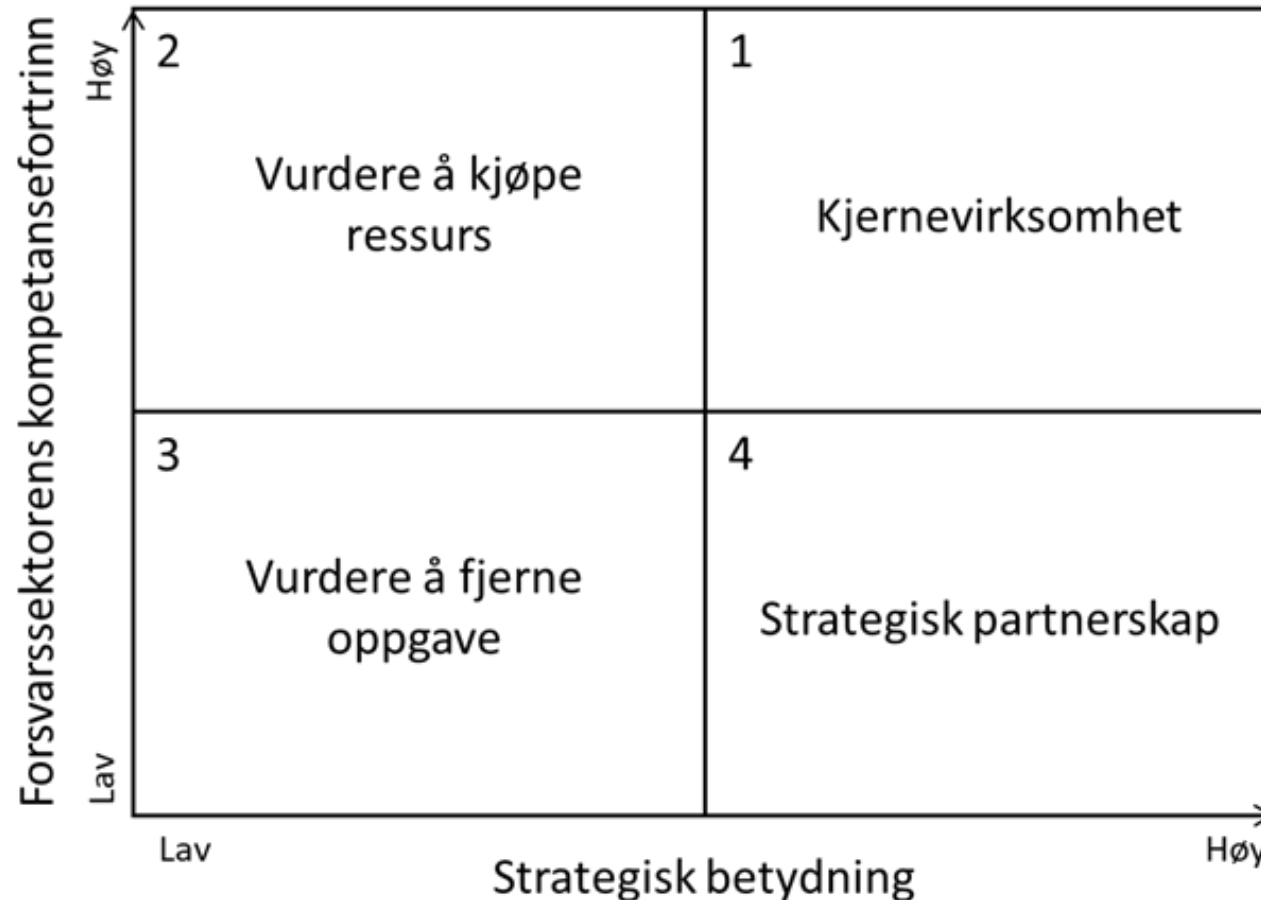 Forsvarssektorens kompetansefortrinn
Høy
Lav
2
Vurdere å kjøpe
ressurs
1
Kjernevirksomhet
3
Vurdere å fjerne
oppgave
4
Strategisk partnerskap
Lav
Høy
Strategisk betydning